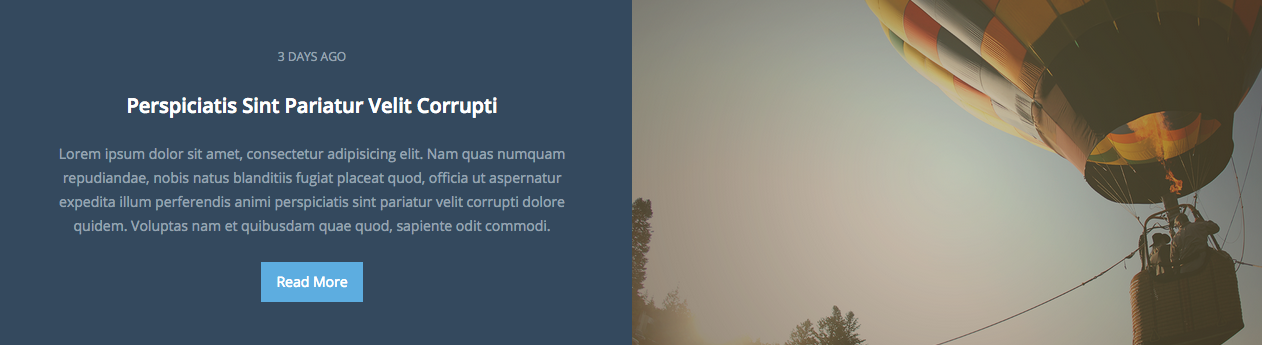 3 DAYS AGO
Perspiciatis Sint Pariatur Velit Corrupti
Lorem ipsum dolor sit amet, consectetur adipisicing elit. Nam quas numquam
repudiandae, nobis natus blanditiis fugiat placeat quod, officia ut aspernatur
expedita illum perferendis animi perspiciatis sint pariatur velit corrupti dolore
quidem. Voluptas nam et quibusdam quae quod, sapiente odit commodi.
Read More